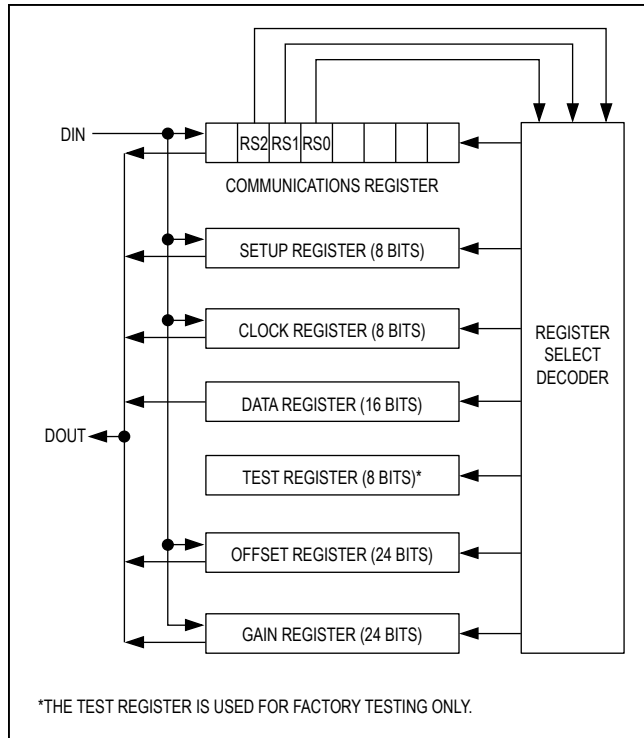 DIN
RS2 RS1 RS0
COMMUNICATIONS REGISTER
SETUP REGISTER (8 BITS)
CLOCK REGISTER (8 BITS)
REGISTER
SELECT
DECODER
DATA REGISTER (16 BITS)
DOUT
TEST REGISTER (8 BITS)*
OFFSET REGISTER (24 BITS)
GAIN REGISTER (24 BITS)
*THE TEST REGISTER IS USED FOR FACTORY TESTING ONLY.